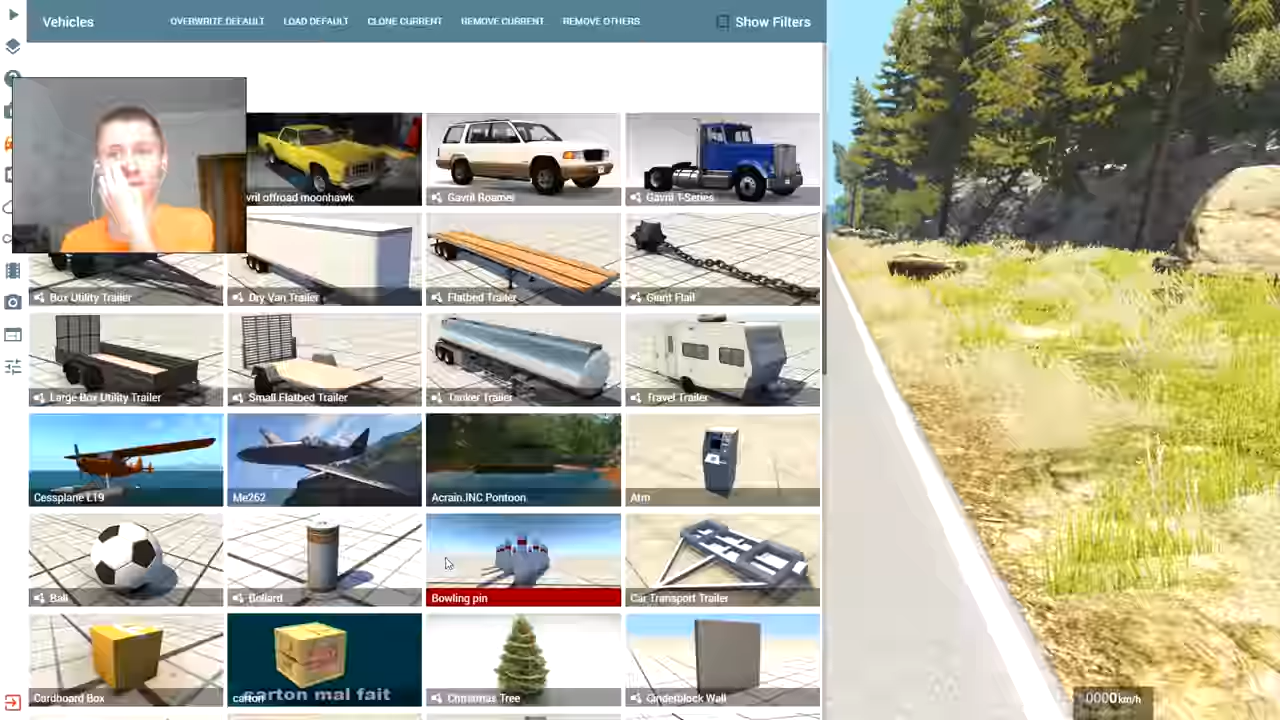 Vehicles
OVERWRITE DEFAULT
LOAD DEFAULT
CLONE CURRENT
REMOVE CURRENT
REMOVE OTHERS
Show Filters
vril offroad moonhawk
Gavril Roamer
Gavril T-Series
Box Utility Trailer
Dry Van Trailer
Flatbed Trailer
Giant Flail
Large Box Utility Trailer
Small Flatbed Trailer
Tanker Trailer
Travel Trailer
Cessplane L19
Me262
Acrain.INC Pontoon
Atm
Ball
Bollard
Bowling pin
Car Transport Trailer
Cardboard Box
carton mal fait
carton
Christmas Tree
Cinderblock Wall
0000km/h